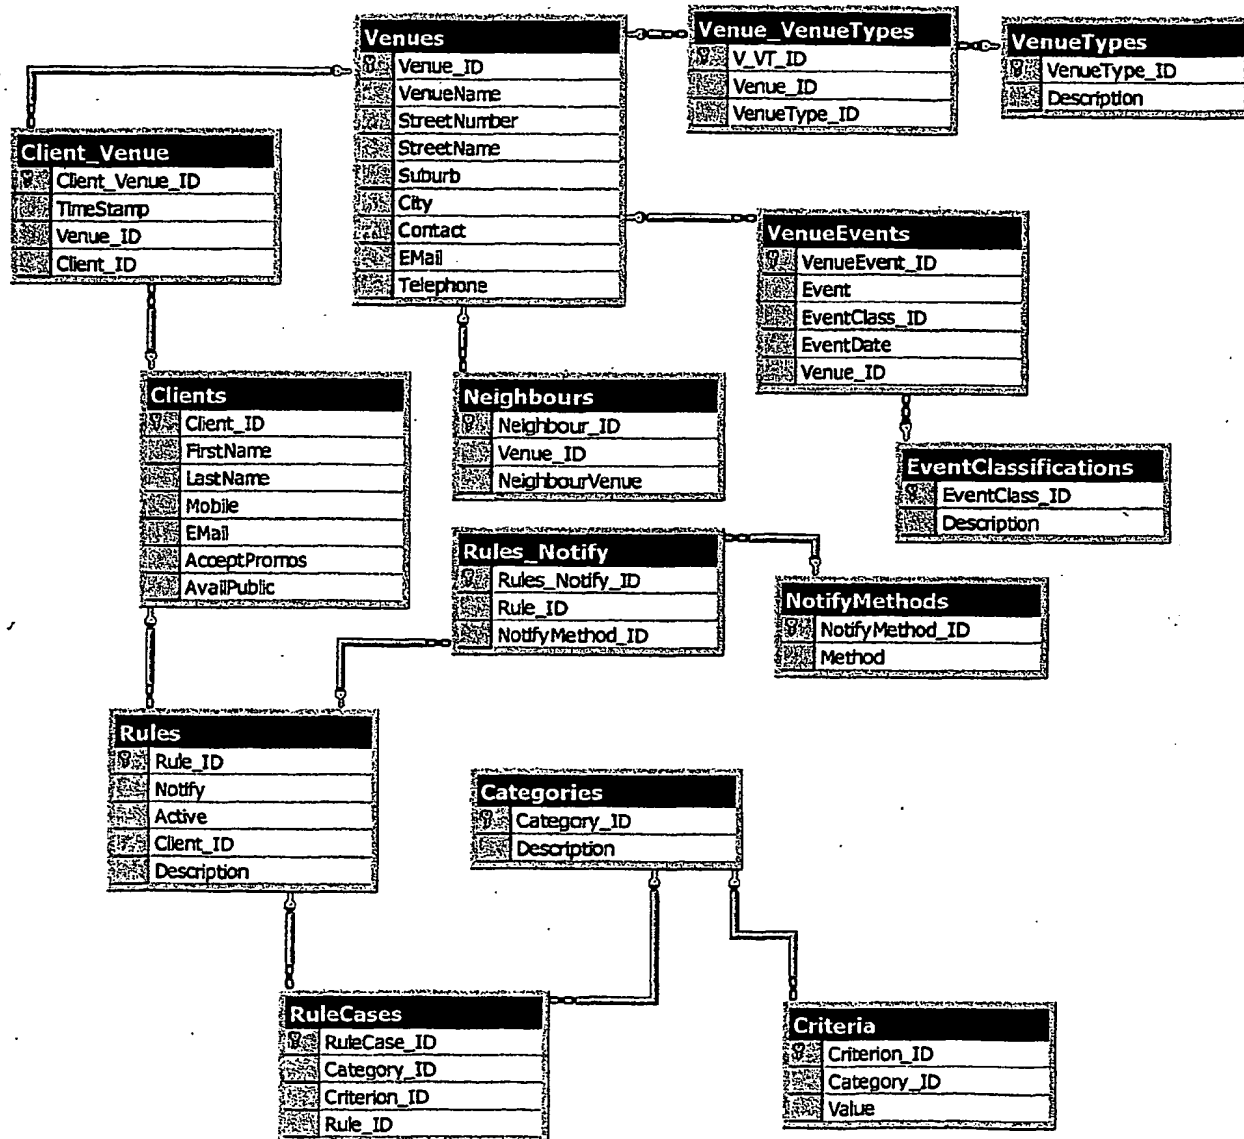 Venues
Venue_ID
VenueName
StreetNumber
StreetName
Suburb
City
Contact
EMail
Telephone
Venue_VenueTypes
V_VT_ID
Venue_ID
VenueType_ID
VenueTypes
VenueType_ID
Description
Client_Venue
Client_Venue_ID
TimeStamp
Venue_ID
Client_ID
VenueEvents
VenueEvent_ID
Event
EventClass_ID
EventDate
Venue_ID
Clients
Client_ID
FirstName
LastName
Mobile
EMail
AcceptPromos
AvailPublic
Neighbours
Neighbour_ID
Venue_ID
NeighbourVenue
EventClassifications
EventClass_ID
Description
Rules_Notify
Rules_Notify_ID
Rule_ID
NotifyMethod_ID
NotifyMethods
NotifyMethod_ID
Method
Rules
Rule_ID
Notify
Active
Client_ID
Description
Categories
Category_ID
Description
RuleCases
RuleCase_ID
Category_ID
Criterion_ID
Rule_ID
Criteria
Criterion_ID
Category_ID
Value